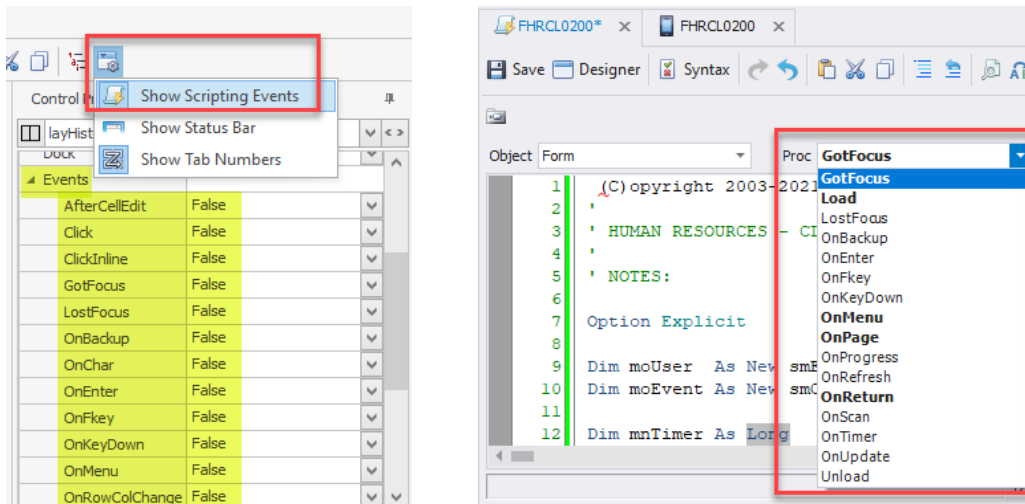 Show Scripting Events
Show Status Bar
Show Tab Numbers
Control
layHist
Events
AfterCellEdit False
Click False
ClickInline False
GotFocus False
LostFocus False
OnBackup False
OnChar False
OnEnter False
OnFkey False
OnKeyDown False
OnMenu False
OnRowColChange False
FHRCL0200*
FHRCL0200
Save Designer Syntax
Object Form Proc GotFocus
1 (C)opyright 2003-2021
2 '
3 ' HUMAN RESOURCES -
4 '
5 ' NOTES:
6
7 Option Explicit
8
9 Dim moUser As New
10 Dim moEvent As New
11
12 Dim mnTimer As Long
GotFocus
Load
LostFocus
OnBackup
OnEnter
OnFkey
OnKeyDown
OnMenu
OnPage
OnProgress
OnRefresh
OnReturn
OnScan
OnTimer
OnUpdate
Unload